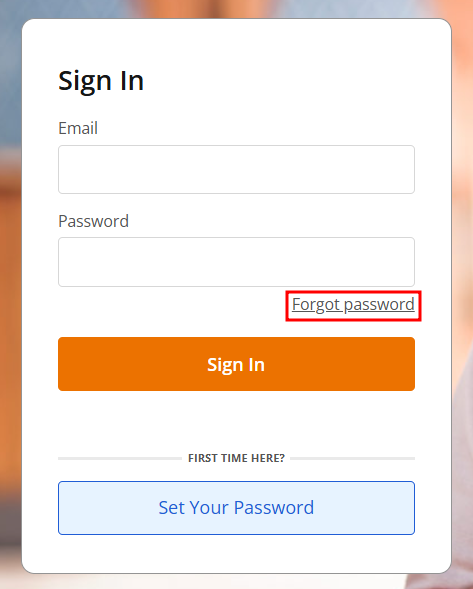 Sign In
Email
Password
Forgot password
Sign In
FIRST TIME HERE?
Set Your Password